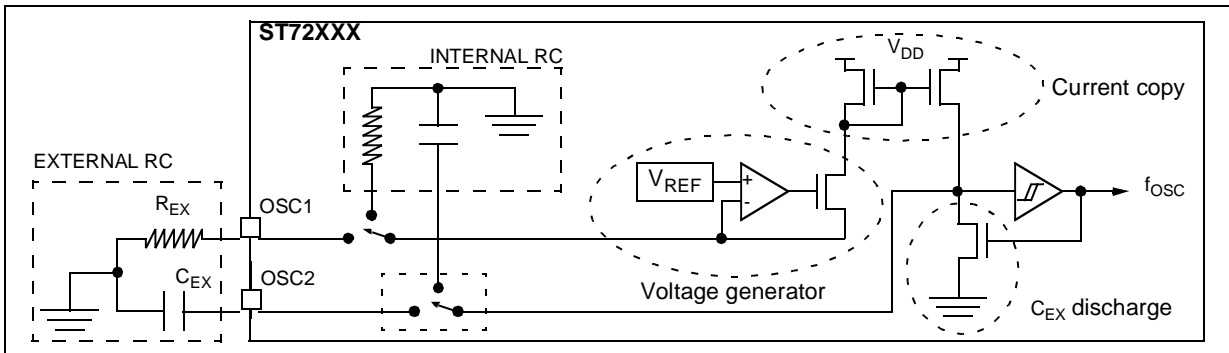 ST72XXX
INTERNAL RC
VDD
Current copy
EXTERNAL RC
REX
OSC1
VREF
+
-
fOSC
CEX
OSC2
Voltage generator
CEX discharge